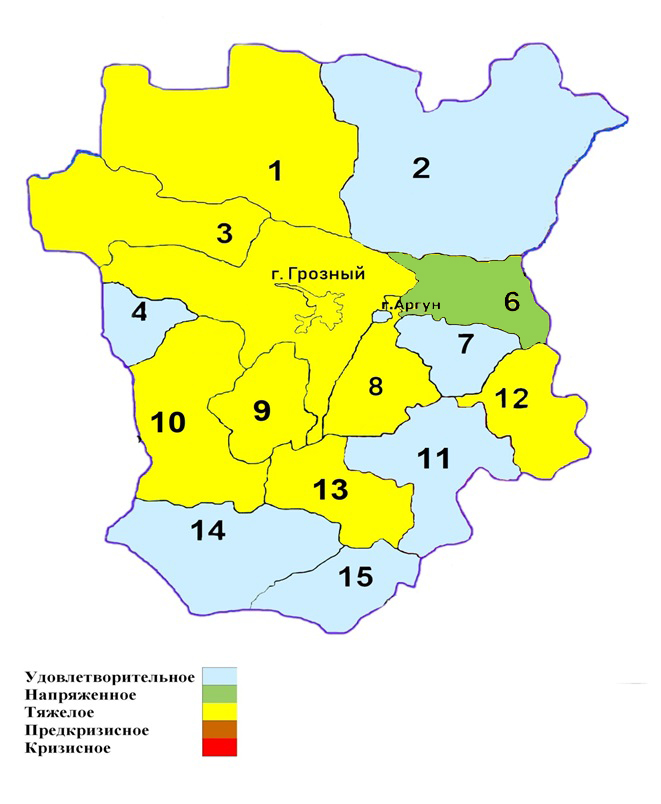 1
2
3
г. Грозный
4
г.Аргун
6
7
8
12
9
10
11
13
14
15
Удовлетворительное
Напряженное
Тяжелое
Предкризисное
Кризисное